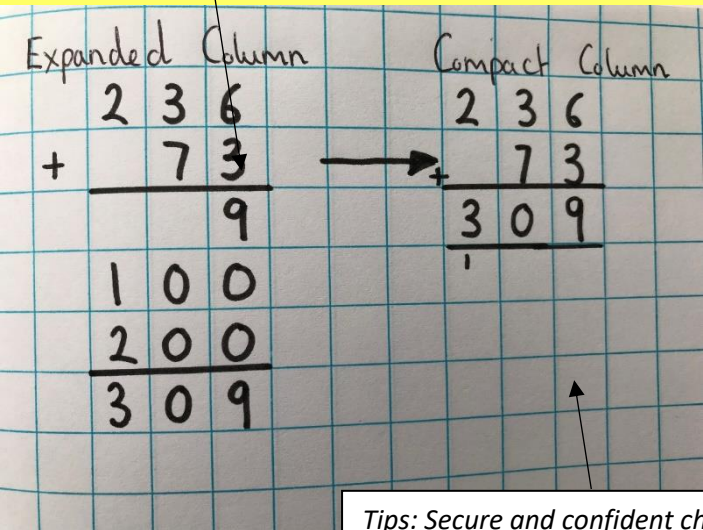 Expanded Column
2 3 6
+ 7 3
9
1 0 0
2 0 0
3 0 9
Compact Column
2 3 6
+ 7 3
3 0 9
1
Tips: Secure and confident